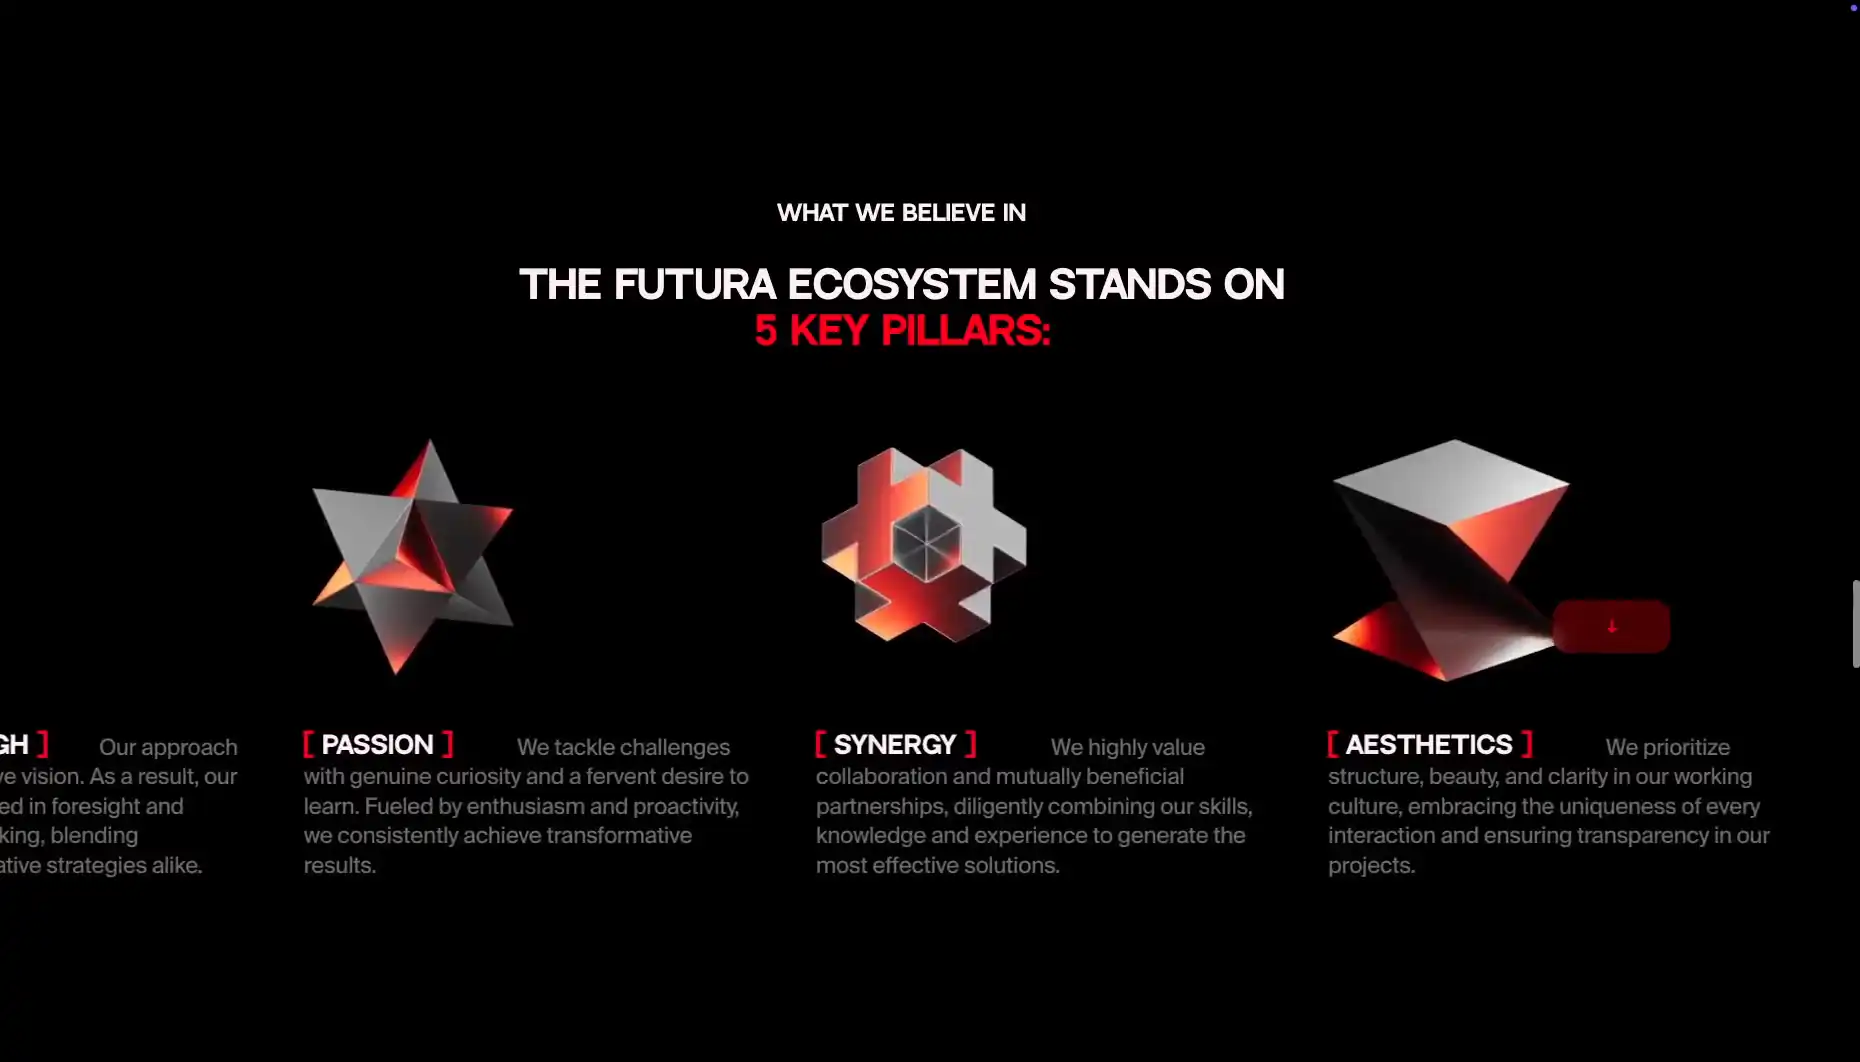 WHAT WE BELIEVE IN
THE FUTURA ECOSYSTEM STANDS ON
5 KEY PILLARS:
GH ] Our approach
ve vision. As a result, our
ed in foresight and
king, blending
ative strategies alike.
[ PASSION ] We tackle challenges
with genuine curiosity and a fervent desire to
learn. Fueled by enthusiasm and proactivity,
we consistently achieve transformative
results.
[ SYNERGY ] We highly value
collaboration and mutually beneficial
partnerships, diligently combining our skills,
knowledge and experience to generate the
most effective solutions.
[ AESTHETICS ] We prioritize
structure, beauty, and clarity in our working
culture, embracing the uniqueness of every
interaction and ensuring transparency in our
projects.